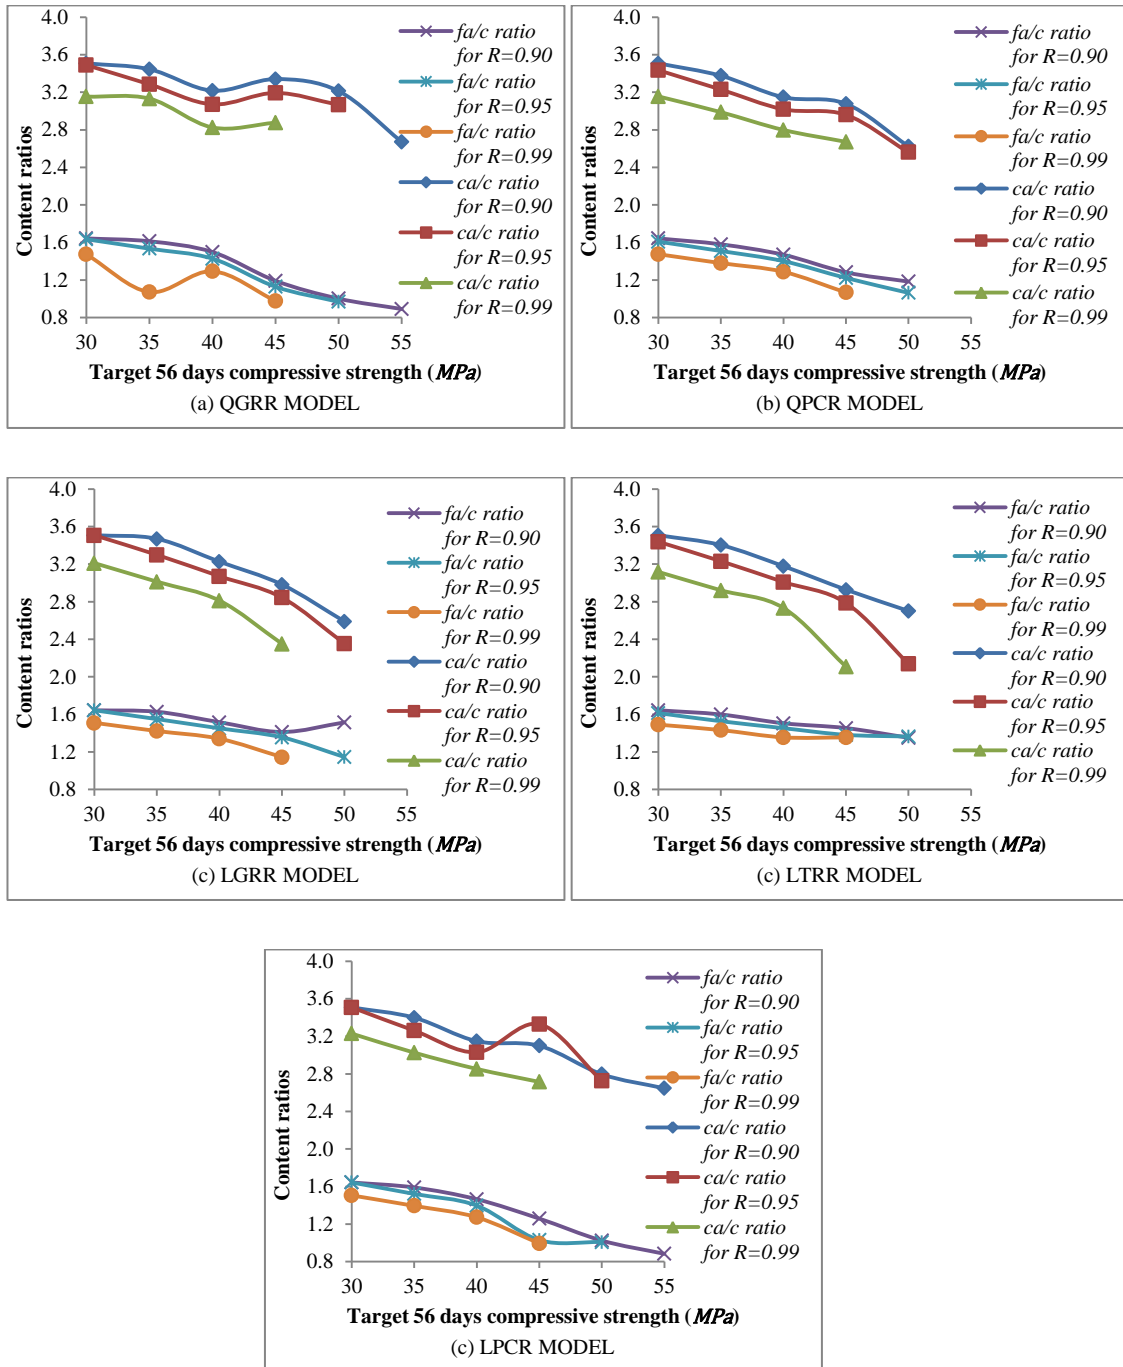 4.0
3.6
3.2
2.8
2.4
2.0
1.6
1.2
0.8
Content ratios
30 35 40 45 50 55
Target 56 days compressive strength (MPa)
(a) QGRR MODEL
fa/c ratio
for R=0.90
fa/c ratio
for R=0.95
fa/c ratio
for R=0.99
ca/c ratio
for R=0.90
ca/c ratio
for R=0.95
ca/c ratio
for R=0.99
4.0
3.6
3.2
2.8
2.4
2.0
1.6
1.2
0.8
Content ratios
30 35 40 45 50 55
Target 56 days compressive strength (MPa)
(b) QPCR MODEL
fa/c ratio
for R=0.90
fa/c ratio
for R=0.95
fa/c ratio
for R=0.99
ca/c ratio
for R=0.90
ca/c ratio
for R=0.95
ca/c ratio
for R=0.99
4.0
3.6
3.2
2.8
2.4
2.0
1.6
1.2
0.8
Content ratios
30 35 40 45 50 55
Target 56 days compressive strength (MPa)
(c) LGRR MODEL
fa/c ratio
for R=0.90
fa/c ratio
for R=0.95
fa/c ratio
for R=0.99
ca/c ratio
for R=0.90
ca/c ratio
for R=0.95
ca/c ratio
for R=0.99
4.0
3.6
3.2
2.8
2.4
2.0
1.6
1.2
0.8
Content ratios
30 35 40 45 50 55
Target 56 days compressive strength (MPa)
(c) LTRR MODEL
fa/c ratio
for R=0.90
fa/c ratio
for R=0.95
fa/c ratio
for R=0.99
ca/c ratio
for R=0.90
ca/c ratio
for R=0.95
ca/c ratio
for R=0.99
4.0
3.6
3.2
2.8
2.4
2.0
1.6
1.2
0.8
Content ratios
30 35 40 45 50 55
Target 56 days compressive strength (MPa)
(c) LPCR MODEL
fa/c ratio
for R=0.90
fa/c ratio
for R=0.95
fa/c ratio
for R=0.99
ca/c ratio
for R=0.90
ca/c ratio
for R=0.95
ca/c ratio
for R=0.99